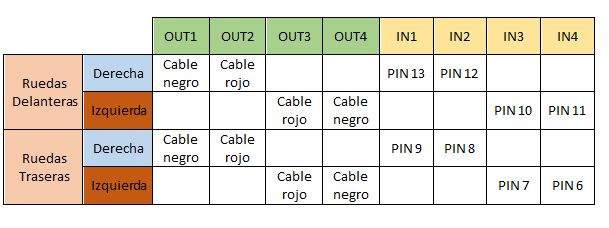 OUT1 OUT2 OUT3 OUT4 IN1 IN2 IN3 IN4
Ruedas Delanteras Derecha Cable negro Cable rojo PIN 13 PIN 12
Izquierda Cable rojo Cable negro PIN 10 PIN 11
Ruedas Traseras Derecha Cable negro Cable rojo PIN 9 PIN 8
Izquierda Cable rojo Cable negro PIN 7 PIN 6